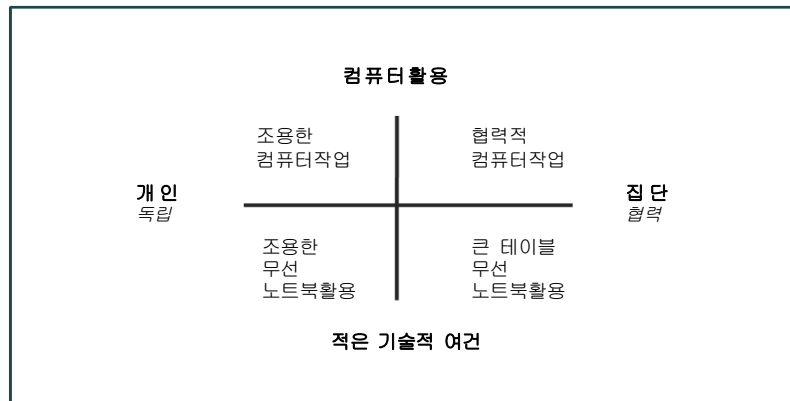 컴퓨터활용
조용한
컴퓨터작업
협력적
컴퓨터작업
개인
독립
집단
협력
조용한
무선
노트북활용
큰 테이블
무선
노트북활용
적은 기술적 여건